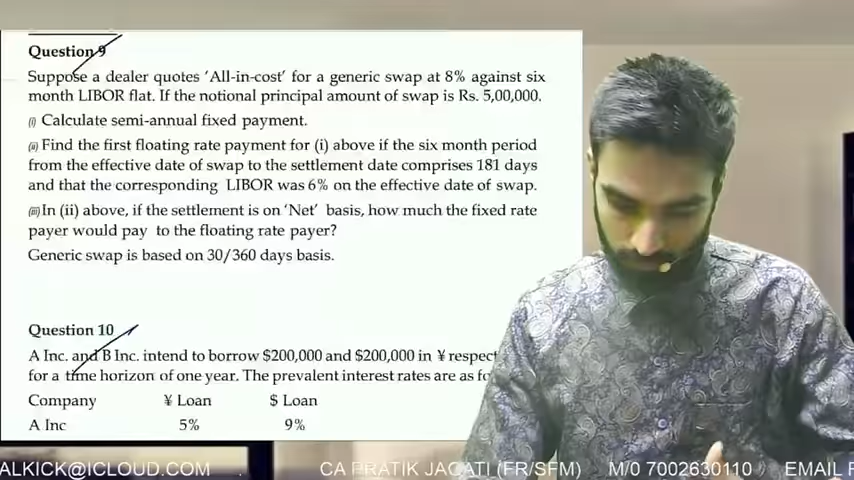 Question 9
Suppose a dealer quotes 'All-in-cost' for a generic swap at 8% against six
month LIBOR flat. If the notional principal amount of swap is Rs. 5,00,000.
(i) Calculate semi-annual fixed payment.
(ii) Find the first floating rate payment for (i) above if the six month period
from the effective date of swap to the settlement date comprises 181 days
and that the corresponding LIBOR was 6% on the effective date of swap.
(iii) In (ii) above, if the settlement is on 'Net' basis, how much the fixed rate
payer would pay to the floating rate payer?
Generic swap is based on 30/360 days basis.
Question 10
A Inc. and B Inc. intend to borrow $200,000 and $200,000 in ¥
for a time horizon of one year. The prevalent interest rates are as
Company ¥ Loan $ Loan
A Inc 5% 9%
ALKICK@ICLOUD.COM CA PRATIK JAGATI (FR/SFM) M/0 7002630110 EMAIL